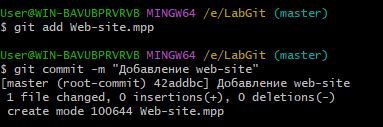 User@WIN-BAVUBPRVRVB MINGW64 /e/LabGit (master)
$ git add Web-site.mpp
User@WIN-BAVUBPRVRVB MINGW64 /e/LabGit (master)
$ git commit -m "Добавление web-site"
[master (root-commit) 42addbc] Добавление web-site
1 file changed, 0 insertions(+), 0 deletions(-)
create mode 100644 Web-site.mpp